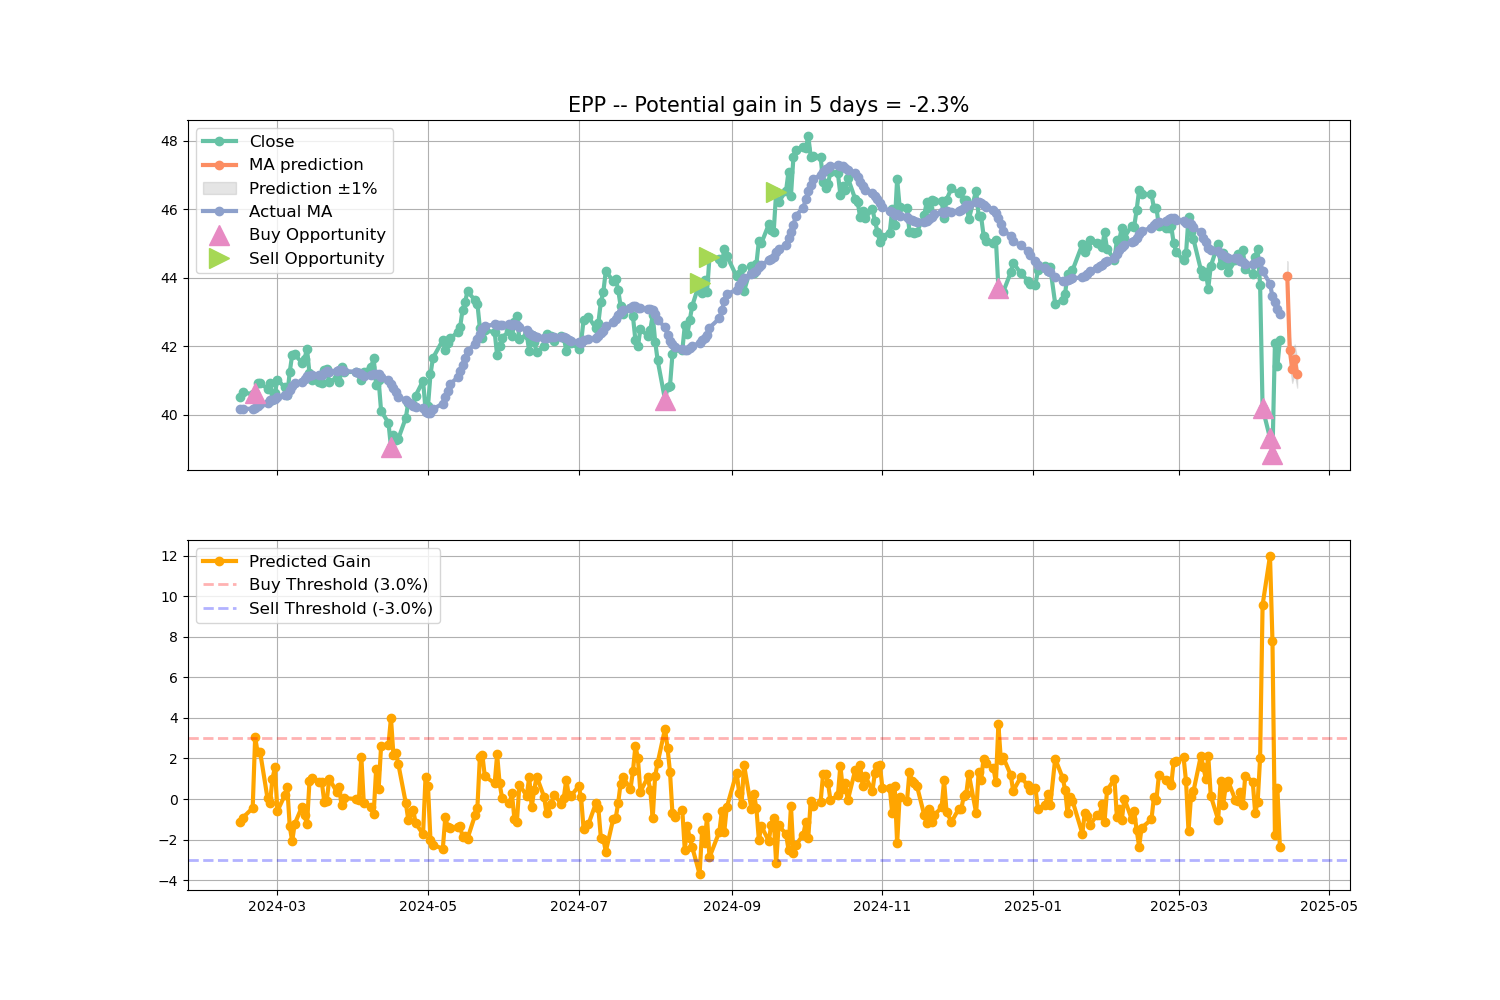 EPP -- Potential gain in 5 days = -2.3%
48
46
44
42
40
Close
MA prediction
Prediction ±1%
Actual MA
Buy Opportunity
Sell Opportunity
12
10
8
6
4
2
0
−2
−4
Predicted Gain
Buy Threshold (3.0%)
Sell Threshold (-3.0%)
2024-03
2024-05
2024-07
2024-09
2024-11
2025-01
2025-03
2025-05